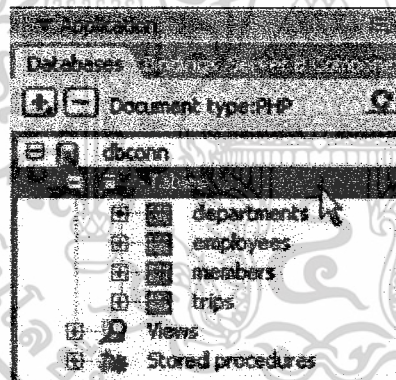 Application
Databases
Document type:PHP
dbconn
departments
employees
members
trips
Views
Stored procedures